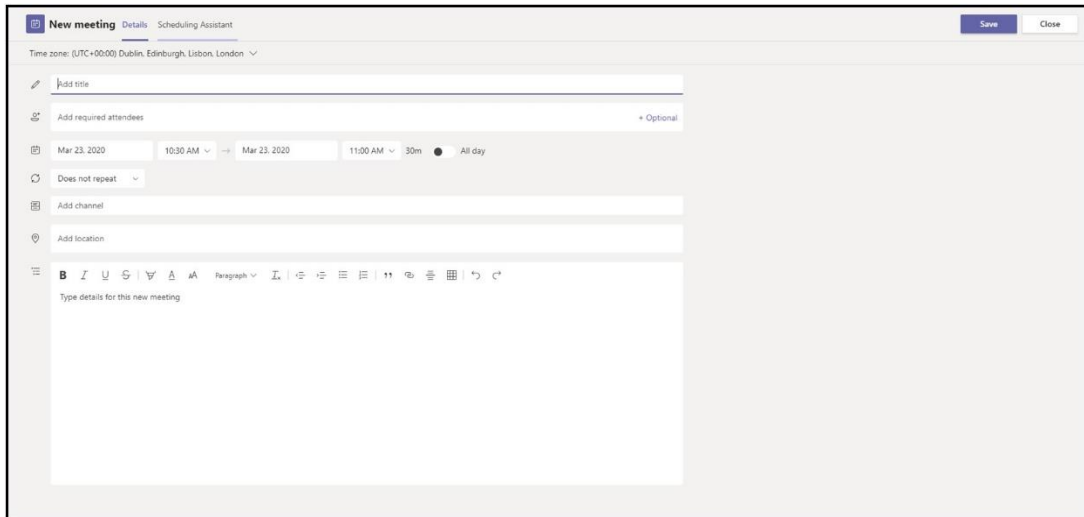 New meeting Details Scheduling Assistant Save Close
Time zone: (UTC+00:00) Dublin, Edinburgh, Lisbon, London
Add title
Add required attendees + Optional
Mar 23, 2020 10:30 AM → Mar 23, 2020 11:00 AM 30m All day
Does not repeat
Add channel
Add location
B I U S A AA Paragraph Ix
Type details for this new meeting